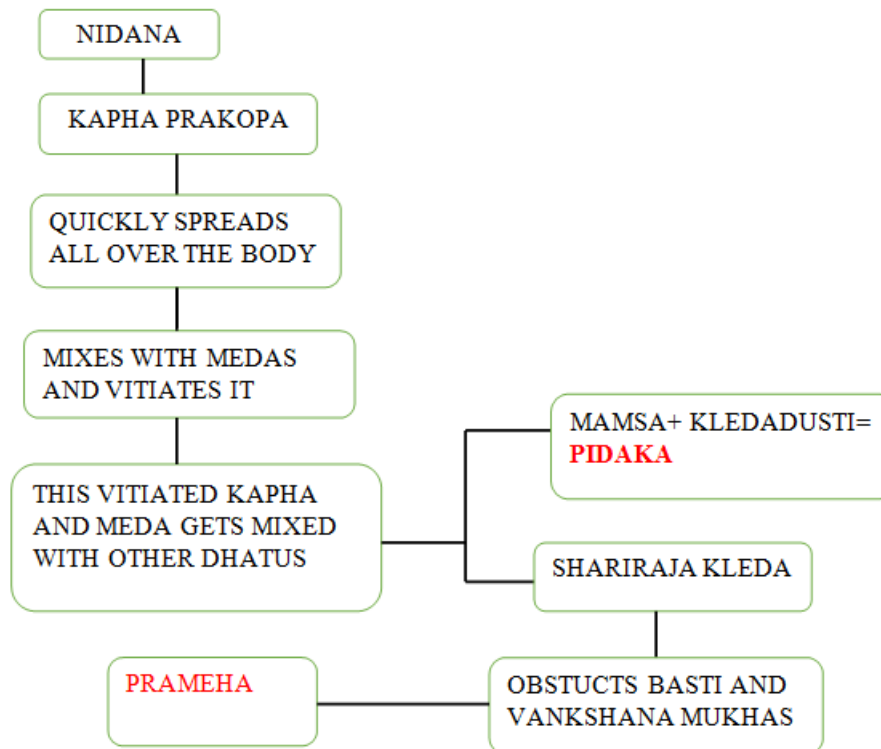 NIDANA
KAPHA PRAKOPA
QUICKLY SPREADS
ALL OVER THE BODY
MIXES WITH MEDAS
AND VITIATES IT
THIS VITIATED KAPHA
AND MEDA GETS MIXED
WITH OTHER DHATUS
MAMSA+ KLEDADUSTI=
PIDAKA
SHARIRAJA KLEDA
OBSTUCTS BASTI AND
VANKSHANA MUKHAS
PRAMEHA